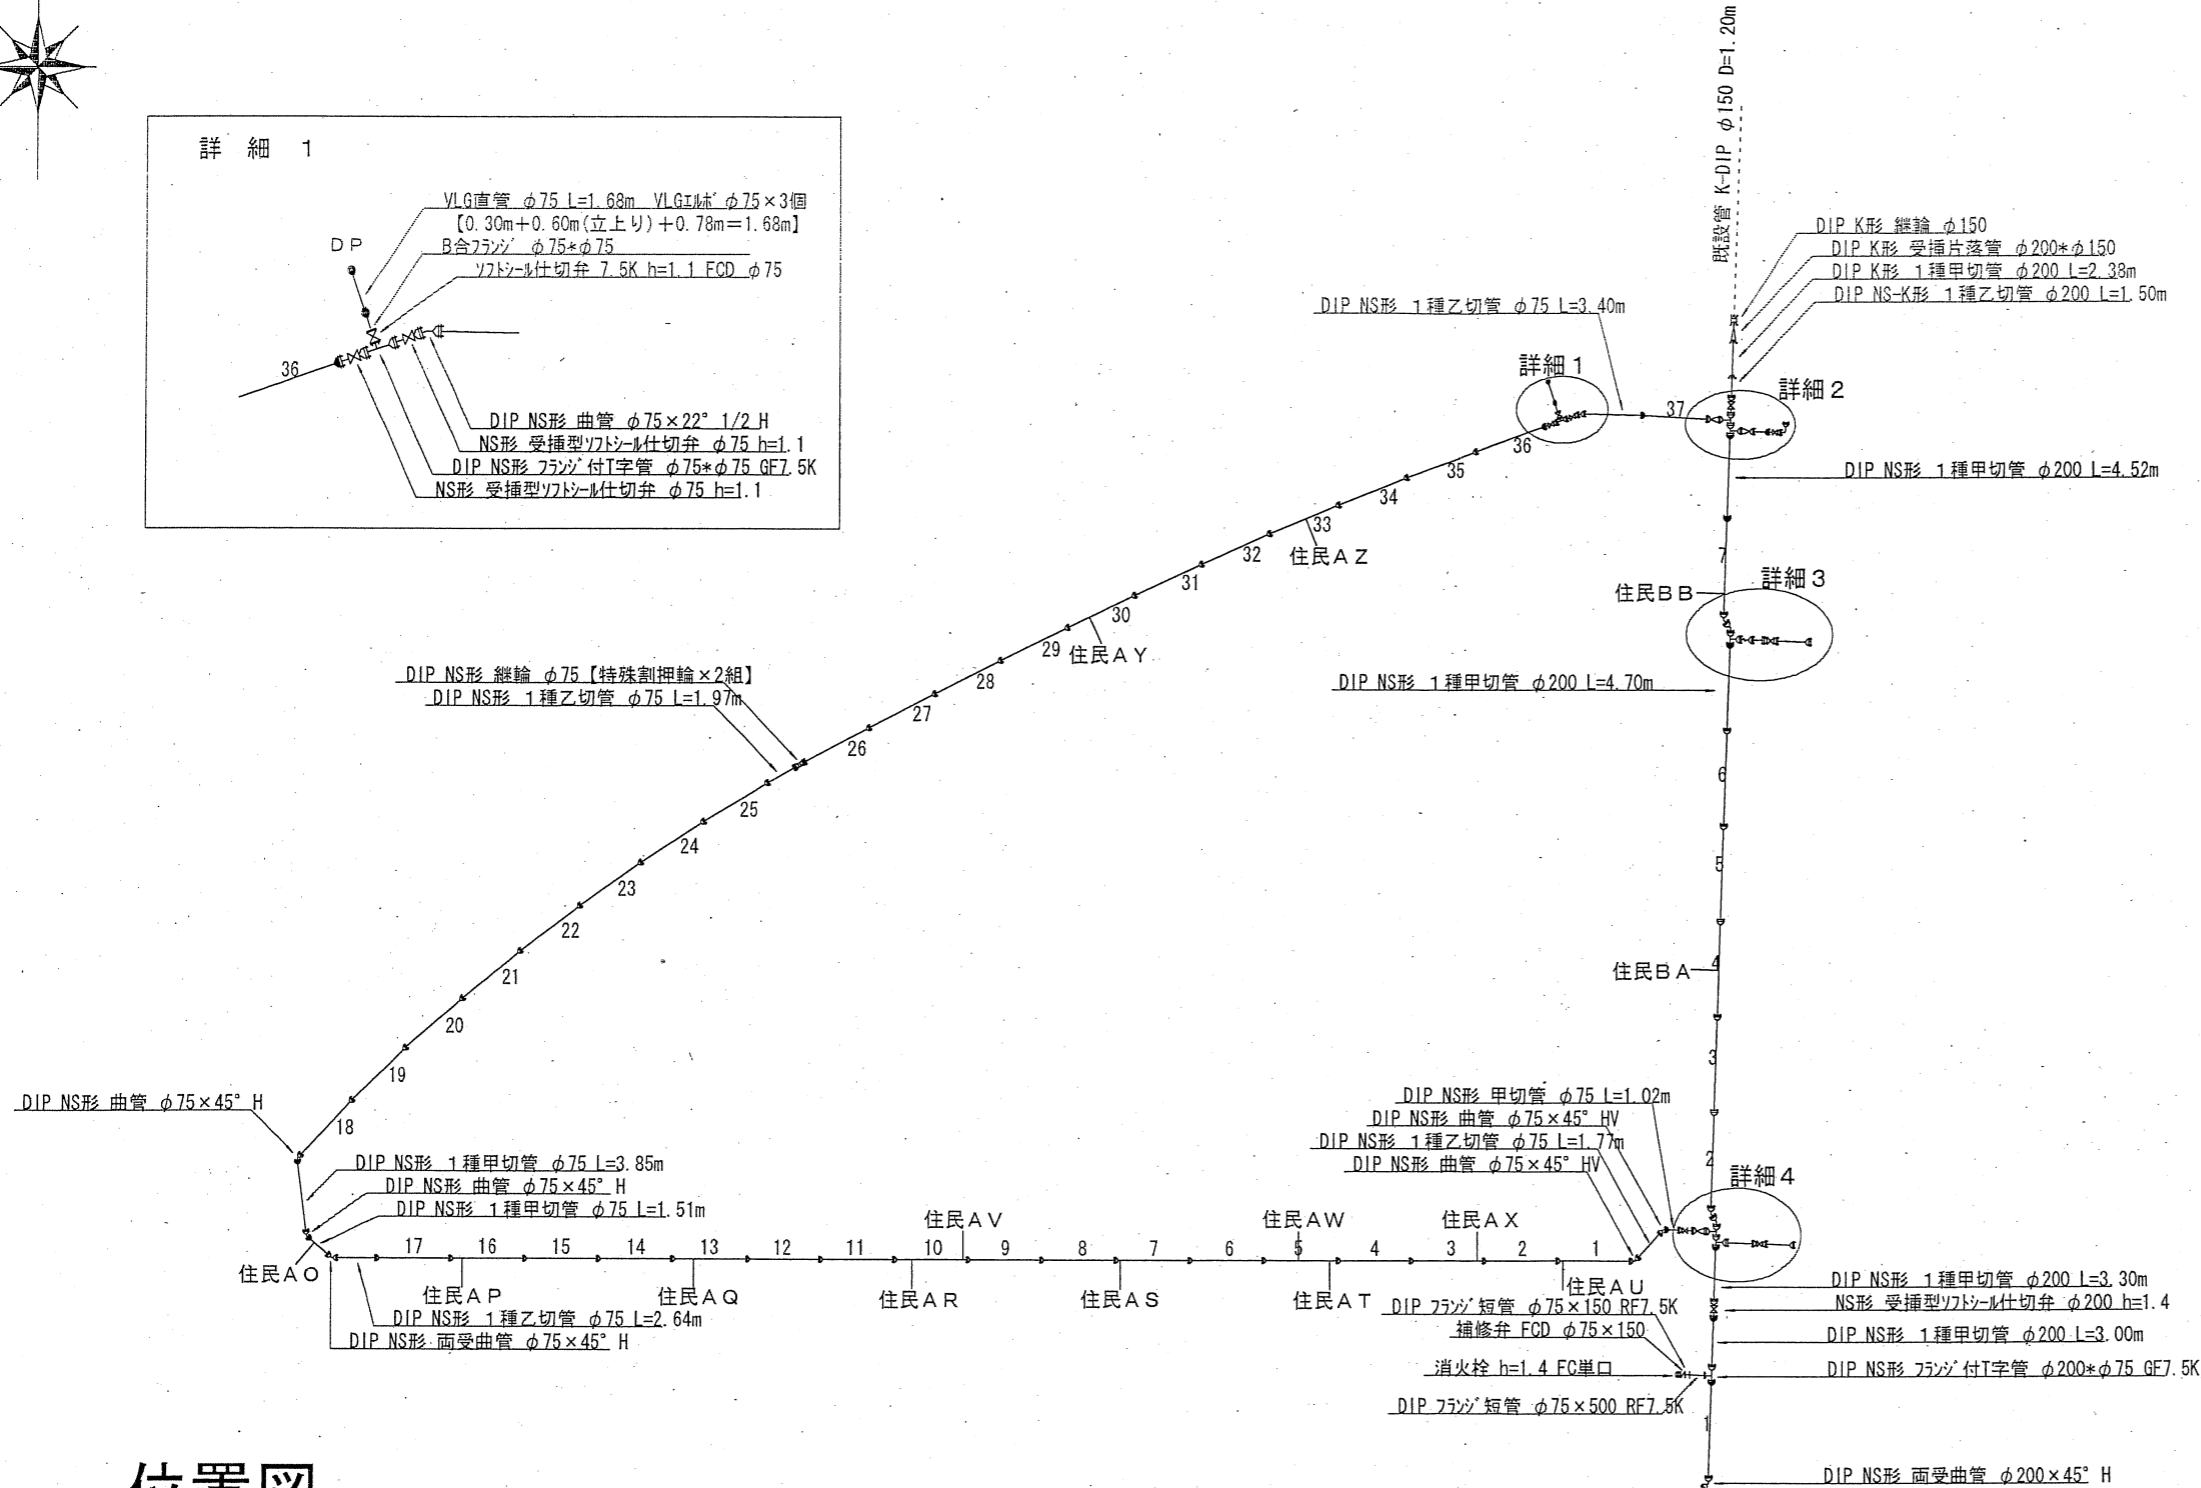 詳細 1
VLG直管 φ75 L=1.68m VLGエルボ φ75×3個
【0.30m+0.60m(立上り)+0.78m=1.68m】
DP
B合フランジ φ75*φ75
ソフトシール仕切弁 7.5K h=1.1 FCD φ75
36
DIP NS形 曲管 φ75×22° 1/2 H
NS形 受挿型ソフトシール仕切弁 φ75 h=1.1
DIP NS形 フランジ付T字管 φ75*φ75 GF7.5K
NS形 受挿型ソフトシール仕切弁 φ75 h=1.1
既設管 K-DIP φ150 D=1.20m
DIP K形 継輪 φ150
DIP K形 受挿片落管 φ200*φ150
DIP K形 1種甲切管 φ200 L=2.38m
DIP NS-K形 1種乙切管 φ200 L=1.50m
DIP NS形 1種乙切管 φ75 L=3.40m
詳細1
詳細2
37
36
35
34
33
32
31
30
29
28
27
26
住民AZ
住民AY
DIP NS形 1種甲切管 φ200 L=4.52m
7
住民BB
詳細3
DIP NS形 継輪 φ75【特殊割押輪×2組】
DIP NS形 1種乙切管 φ75 L=1.97m
DIP NS形 1種甲切管 φ200 L=4.70m
6
5
住民BA
4
3
2
25
24
23
22
21
20
19
18
DIP NS形 曲管 φ75×45° H
DIP NS形 1種甲切管 φ75 L=3.85m
DIP NS形 曲管 φ75×45° H
DIP NS形 1種甲切管 φ75 L=1.51m
DIP NS形 甲切管 φ75 L=1.02m
DIP NS形 曲管 φ75×45° HV
DIP NS形 1種乙切管 φ75 L=1.77m
DIP NS形 曲管 φ75×45° HV
詳細4
住民AV
住民AW
住民AX
17 16 15 14 13 12 11 10 9 8 7 6 5 4 3 2 1
住民AO
住民AP
住民AQ
住民AR
住民AS
住民AT
住民AU
DIP NS形 1種乙切管 φ75 L=2.64m
DIP NS形 両受曲管 φ75×45° H
DIP フランジ短管 φ75×150 RF7.5K
補修弁 FCD φ75×150
消火栓 h=1.4 FC単口
DIP フランジ短管 φ75×500 RF7.5K
DIP NS形 1種甲切管 φ200 L=3.30m
NS形 受挿型ソフトシール仕切弁 φ200 h=1.4
DIP NS形 1種甲切管 φ200 L=3.00m
DIP NS形 フランジ付T字管 φ200*φ75 GF7.5K
1
DIP NS形 両受曲管 φ200×45° H
位置図